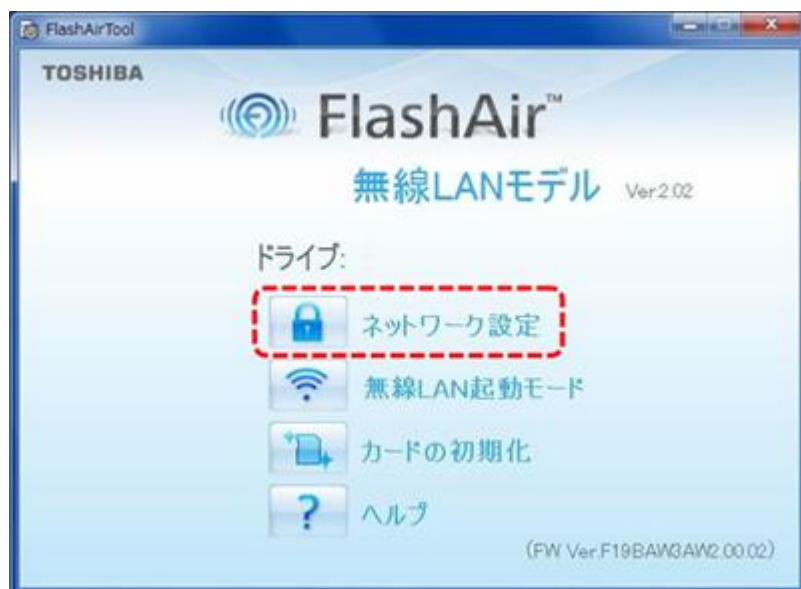 FlashAirTool
TOSHIBA
FlashAir™
無線LANモデル Ver2.02
ドライブ:
ネットワーク設定
無線LAN起動モード
カードの初期化
? ヘルプ
(FW Ver.F19BAW3AW2.00.02)